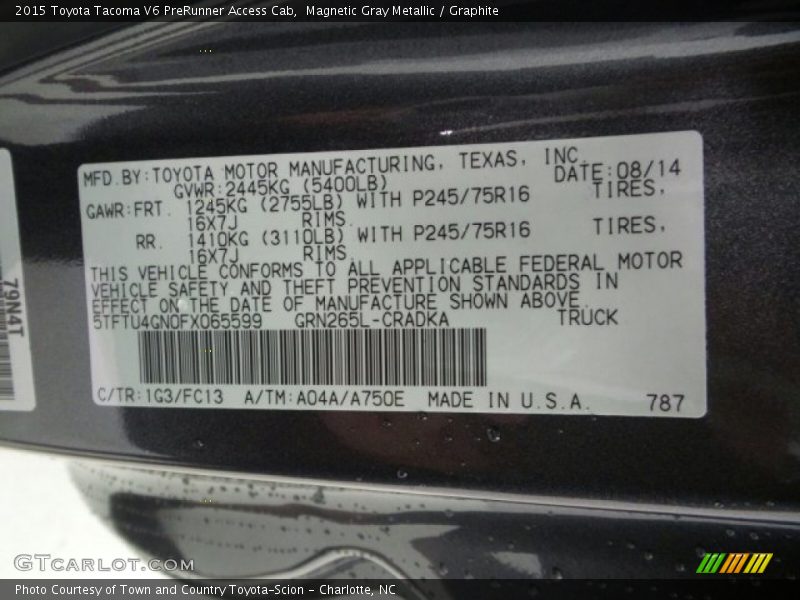 2015 Toyota Tacoma V6 PreRunner Access Cab,  Magnetic Gray Metallic / Graphite
MFD.BY:TOYOTA MOTOR MANUFACTURING, TEXAS, INC.
GVWR:2445KG (5400LB) DATE:08/14
GAWR:FRT. 1245KG (2755LB) WITH P245/75R16 TIRES,
16X7J RIMS.
RR. 1410KG (3110LB) WITH P245/75R16 TIRES,
16X7J RIMS.
THIS VEHICLE CONFORMS TO ALL APPLICABLE FEDERAL MOTOR
VEHICLE SAFETY AND THEFT PREVENTION STANDARDS IN
EFFECT ON THE DATE OF MANUFACTURE SHOWN ABOVE.
5TFTU4GN0FX065599 GRN265L-CRADKA TRUCK
C/TR:1G3/FC13 A/TM:A04A/A750E MADE IN U.S.A. 787
79N4T
GTcarlot.com
Photo Courtesy of Town and Country Toyota-Scion - Charlotte, NC